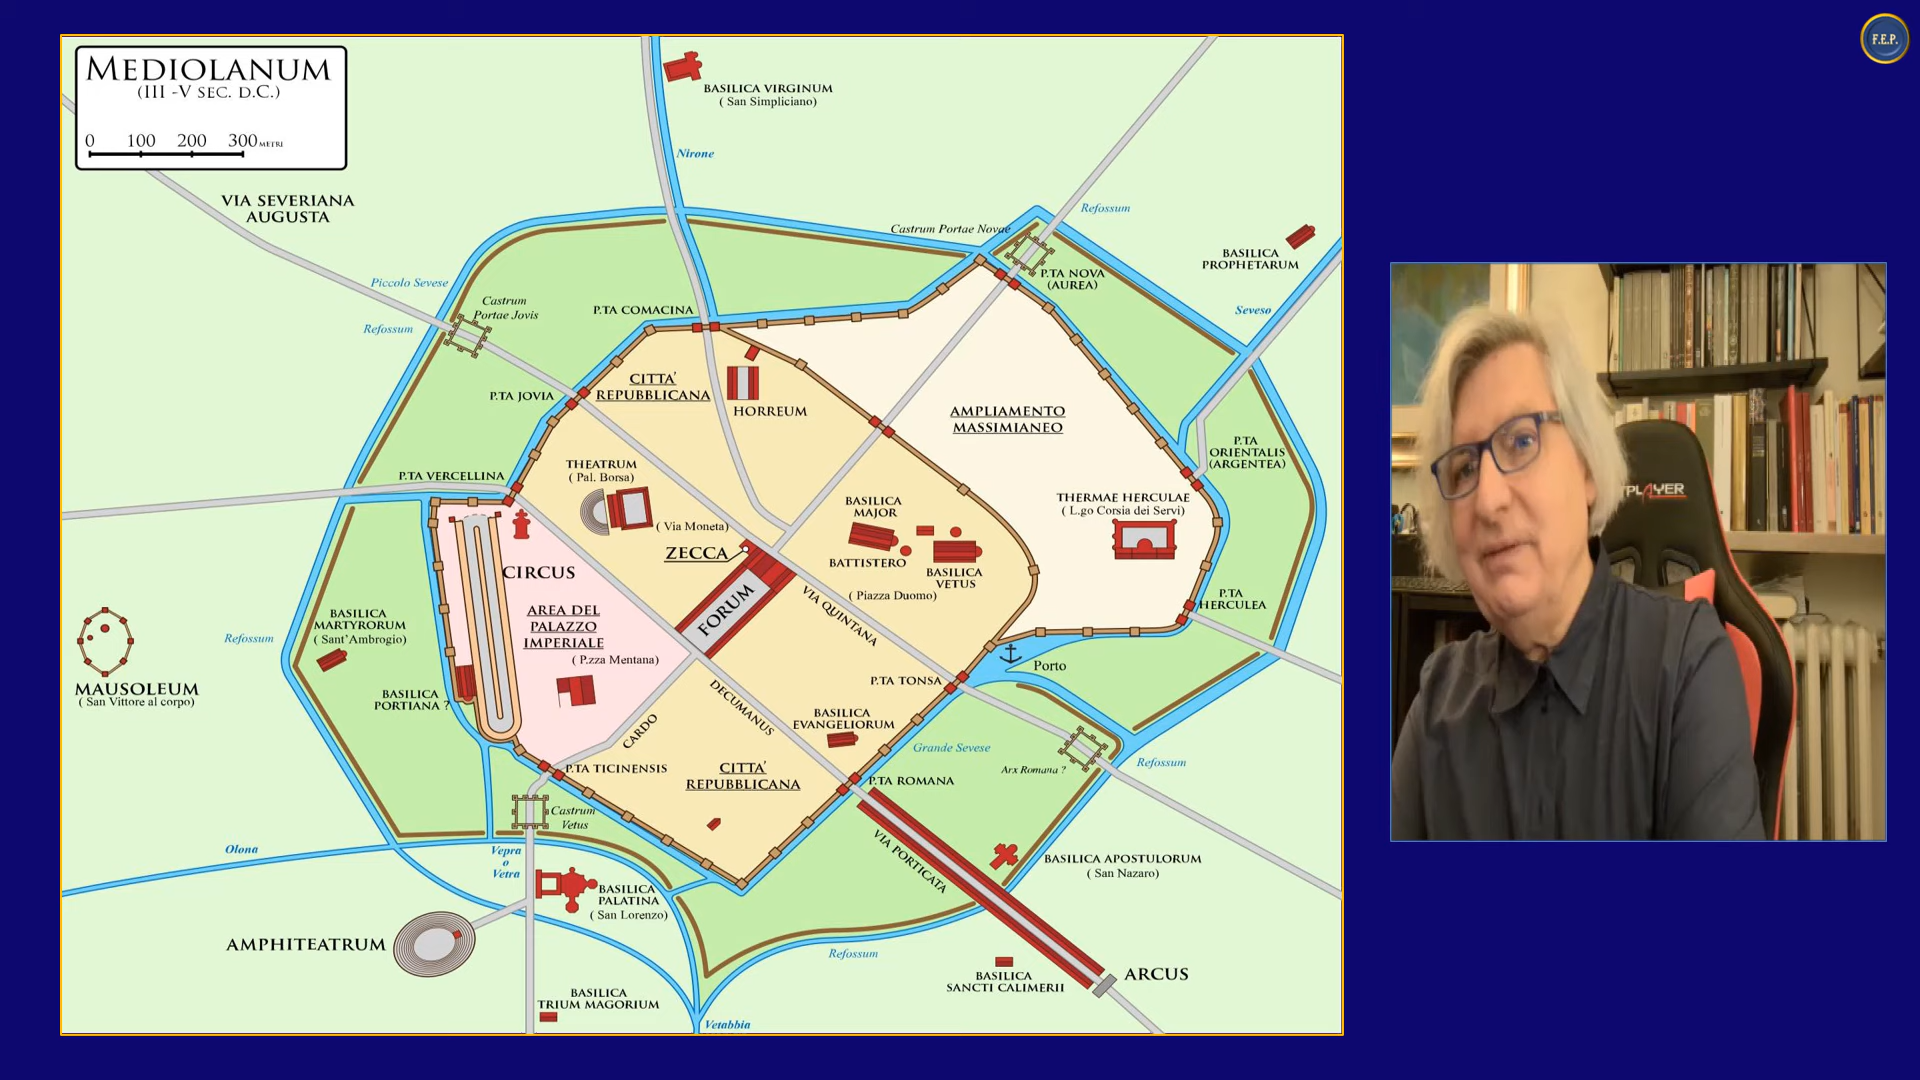 F.E.P.
MEDIOLANUM
(III -V SEC. D.C.)
0 100 200 300 METRI
BASILICA VIRGINUM
( San Simpliciano)
Nirone
VIA SEVERIANA
AUGUSTA
Castrum Portae Novae
Refossum
BASILICA
PROPHETARUM
P.TA NOVA
(AUREA)
Piccolo Sevese
Castrum
Portae Jovis
Refossum
P.TA COMACINA
Seveso
CITTA'
REPUBBLICANA
P.TA JOVIA
HORREUM
AMPLIAMENTO
MASSIMIANEO
P.TA
ORIENTALIS
(ARGENTEA)
P.TA VERCELLINA
THEATRUM
( Pal. Borsa)
( Via Moneta)
ZECCA
BASILICA
MAJOR
BATTISTERO
BASILICA
VETUS
( Piazza Duomo)
THERMAE HERCULAE
( L.go Corsia dei Servi)
CIRCUS
FORUM
VIA QUINTANA
P.TA
HERCULEA
AREA DEL
PALAZZO
IMPERIALE
( P.zza Mentana)
BASILICA
MARTYRORUM
( Sant'Ambrogio)
Refossum
MAUSOLEUM
( San Vittore al corpo)
BASILICA
PORTIANA ?
Porto
P.TA TONSA
DECUMANUS
CARDO
BASILICA
EVANGELIORUM
Grande Sevese
Arx Romana ?
Refossum
P.TA TICINENSIS
CITTA'
REPUBBLICANA
P.TA ROMANA
Castrum
Vetus
VIA PORTICATA
Olona
Vepra
o
Vetra
BASILICA
PALATINA
( San Lorenzo)
BASILICA APOSTULORUM
( San Nazaro)
AMPHITEATRUM
Refossum
BASILICA
SANCTI CALIMERII
ARCUS
BASILICA
TRIUM MAGORIUM
Vetabbia